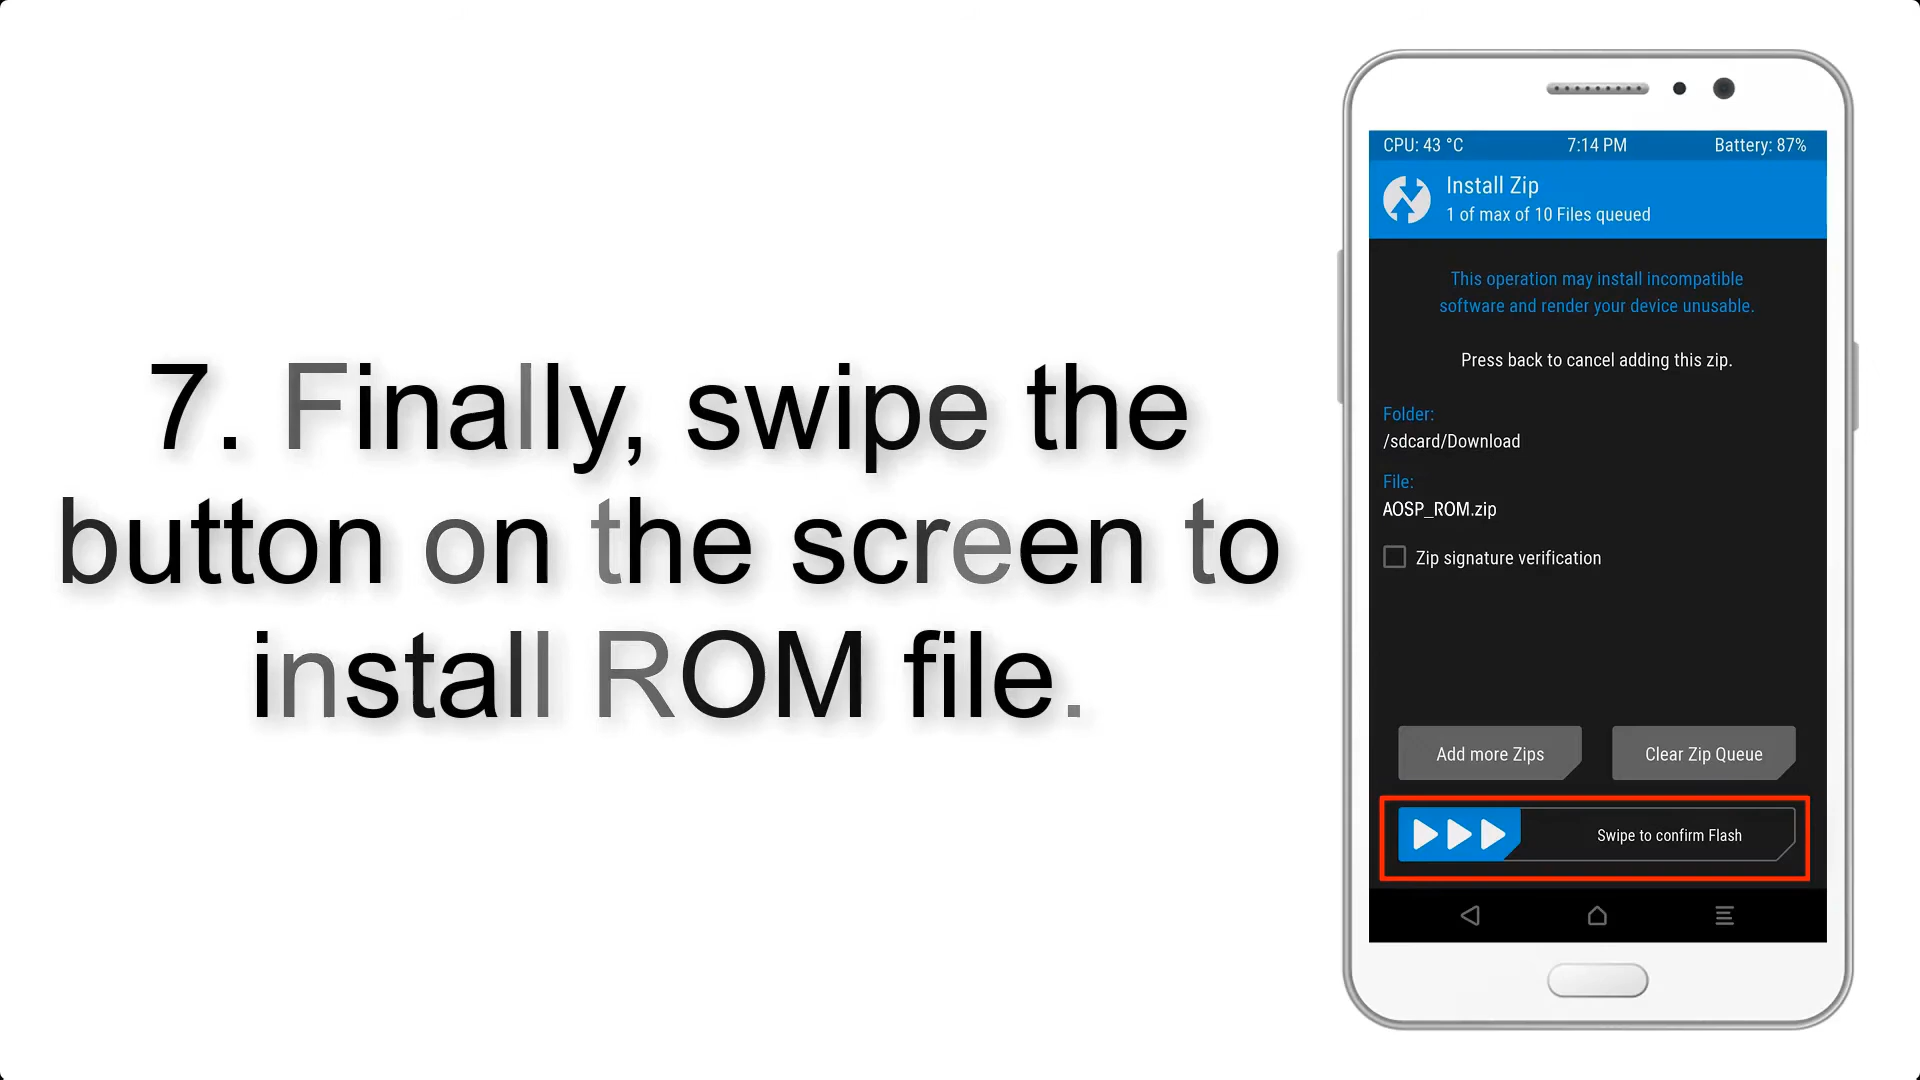 7. Finally, swipe the
button on the screen to
install ROM file.
CPU: 43 °C
7:14 PM
Battery: 87%
Install Zip
1 of max of 10 Files queued
This operation may install incompatible
software and render your device unusable.
Press back to cancel adding this zip.
Folder:
/sdcard/Download
File:
AOSP_ROM.zip
Zip signature verification
Add more Zips
Clear Zip Queue
Swipe to confirm Flash